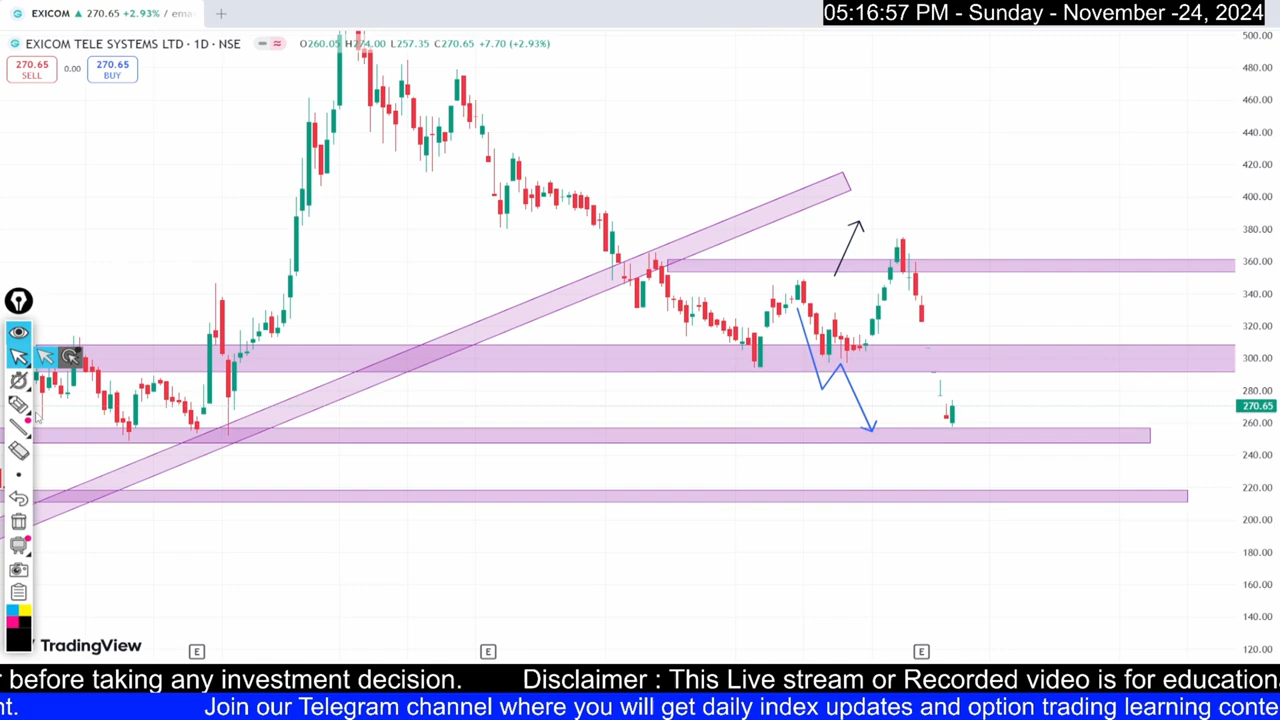 EXICOM ▲ 270.65 +2.93% / ema
05:16:57 PM - Sunday - November -24, 2024
EXICOM TELE SYSTEMS LTD · 1D · NSE
O260.05 H274.00 L257.35 C270.65 +7.70 (+2.93%)
270.65
SELL
0.00
270.65
BUY
500.00
480.00
460.00
440.00
420.00
400.00
380.00
360.00
340.00
320.00
300.00
280.00
270.65
260.00
240.00
220.00
200.00
180.00
160.00
140.00
120.00
TradingView
E
E
E
r before taking any investment decision. Disclaimer : This Live stream or Recorded video is for education
nt. Join our Telegram channel where you will get daily index updates and option trading learning conte